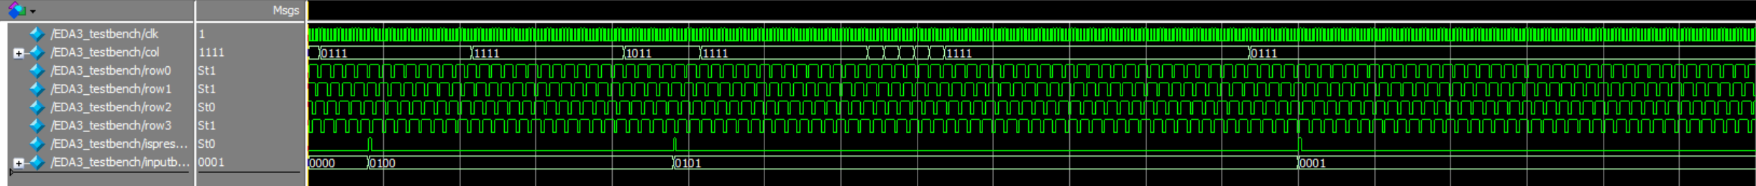 Msgs
/EDA3_testbench/clk 1
/EDA3_testbench/col 1111 0111 1111 1011 1111 1111 0111
/EDA3_testbench/row0 St1
/EDA3_testbench/row1 St1
/EDA3_testbench/row2 St0
/EDA3_testbench/row3 St1
/EDA3_testbench/ispres... St0
/EDA3_testbench/inputb... 0001 0000 0100 0101 0001